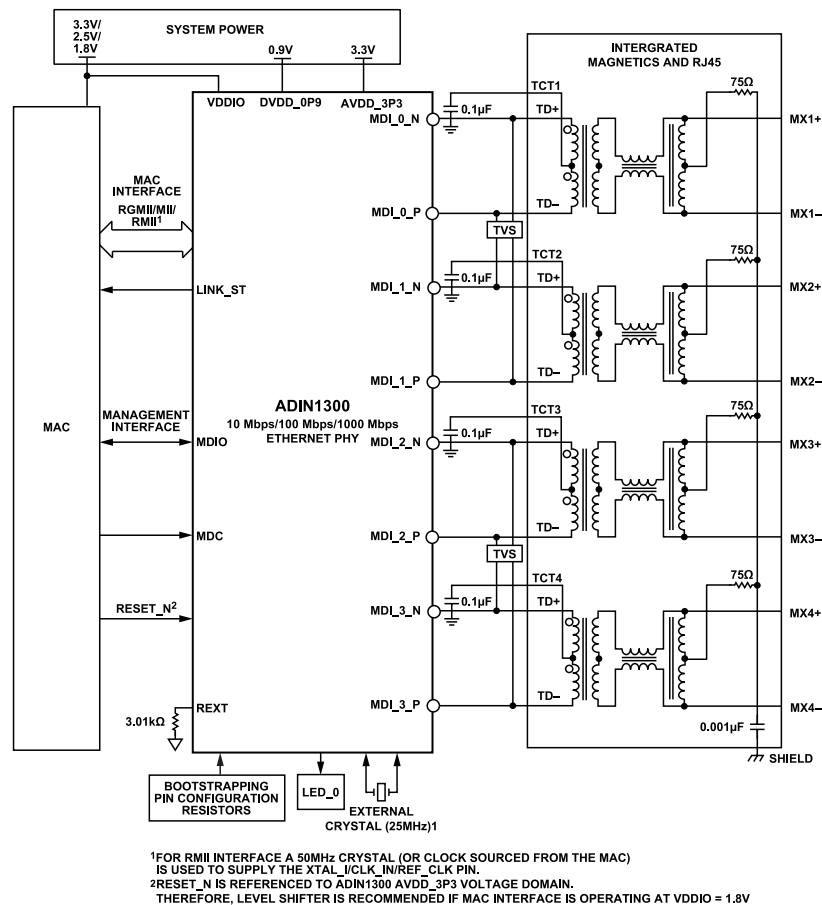 3.3V/
2.5V/
1.8V
SYSTEM POWER
0.9V
3.3V
VDDIO
DVDD_0P9
AVDD_3P3
INTERGRATED
MAGNETICS AND RJ45
MAC
MAC
INTERFACE
RGMII/MII/
RMII1
LINK_ST
MANAGEMENT
INTERFACE
MDIO
MDC
RESET_N2
REXT
3.01kΩ
ADIN1300
10 Mbps/100 Mbps/1000 Mbps
ETHERNET PHY
MDI_0_N
MDI_0_P
MDI_1_N
MDI_1_P
MDI_2_N
MDI_2_P
MDI_3_N
MDI_3_P
0.1µF
TCT1
TD+
TD–
75Ω
MX1+
MX1–
TVS
0.1µF
TCT2
TD+
TD–
75Ω
MX2+
MX2–
0.1µF
TCT3
TD+
TD–
75Ω
MX3+
MX3–
TVS
0.1µF
TCT4
TD+
TD–
75Ω
MX4+
MX4–
0.001µF
SHIELD
BOOTSTRAPPING
PIN CONFIGURATION
RESISTORS
LED_0
EXTERNAL
CRYSTAL (25MHz)1
1FOR RMII INTERFACE A 50MHz CRYSTAL (OR CLOCK SOURCED FROM THE MAC)
IS USED TO SUPPLY THE XTAL_I/CLK_IN/REF_CLK PIN.
2RESET_N IS REFERENCED TO ADIN1300 AVDD_3P3 VOLTAGE DOMAIN.
THEREFORE, LEVEL SHIFTER IS RECOMMENDED IF MAC INTERFACE IS OPERATING AT VDDIO = 1.8V